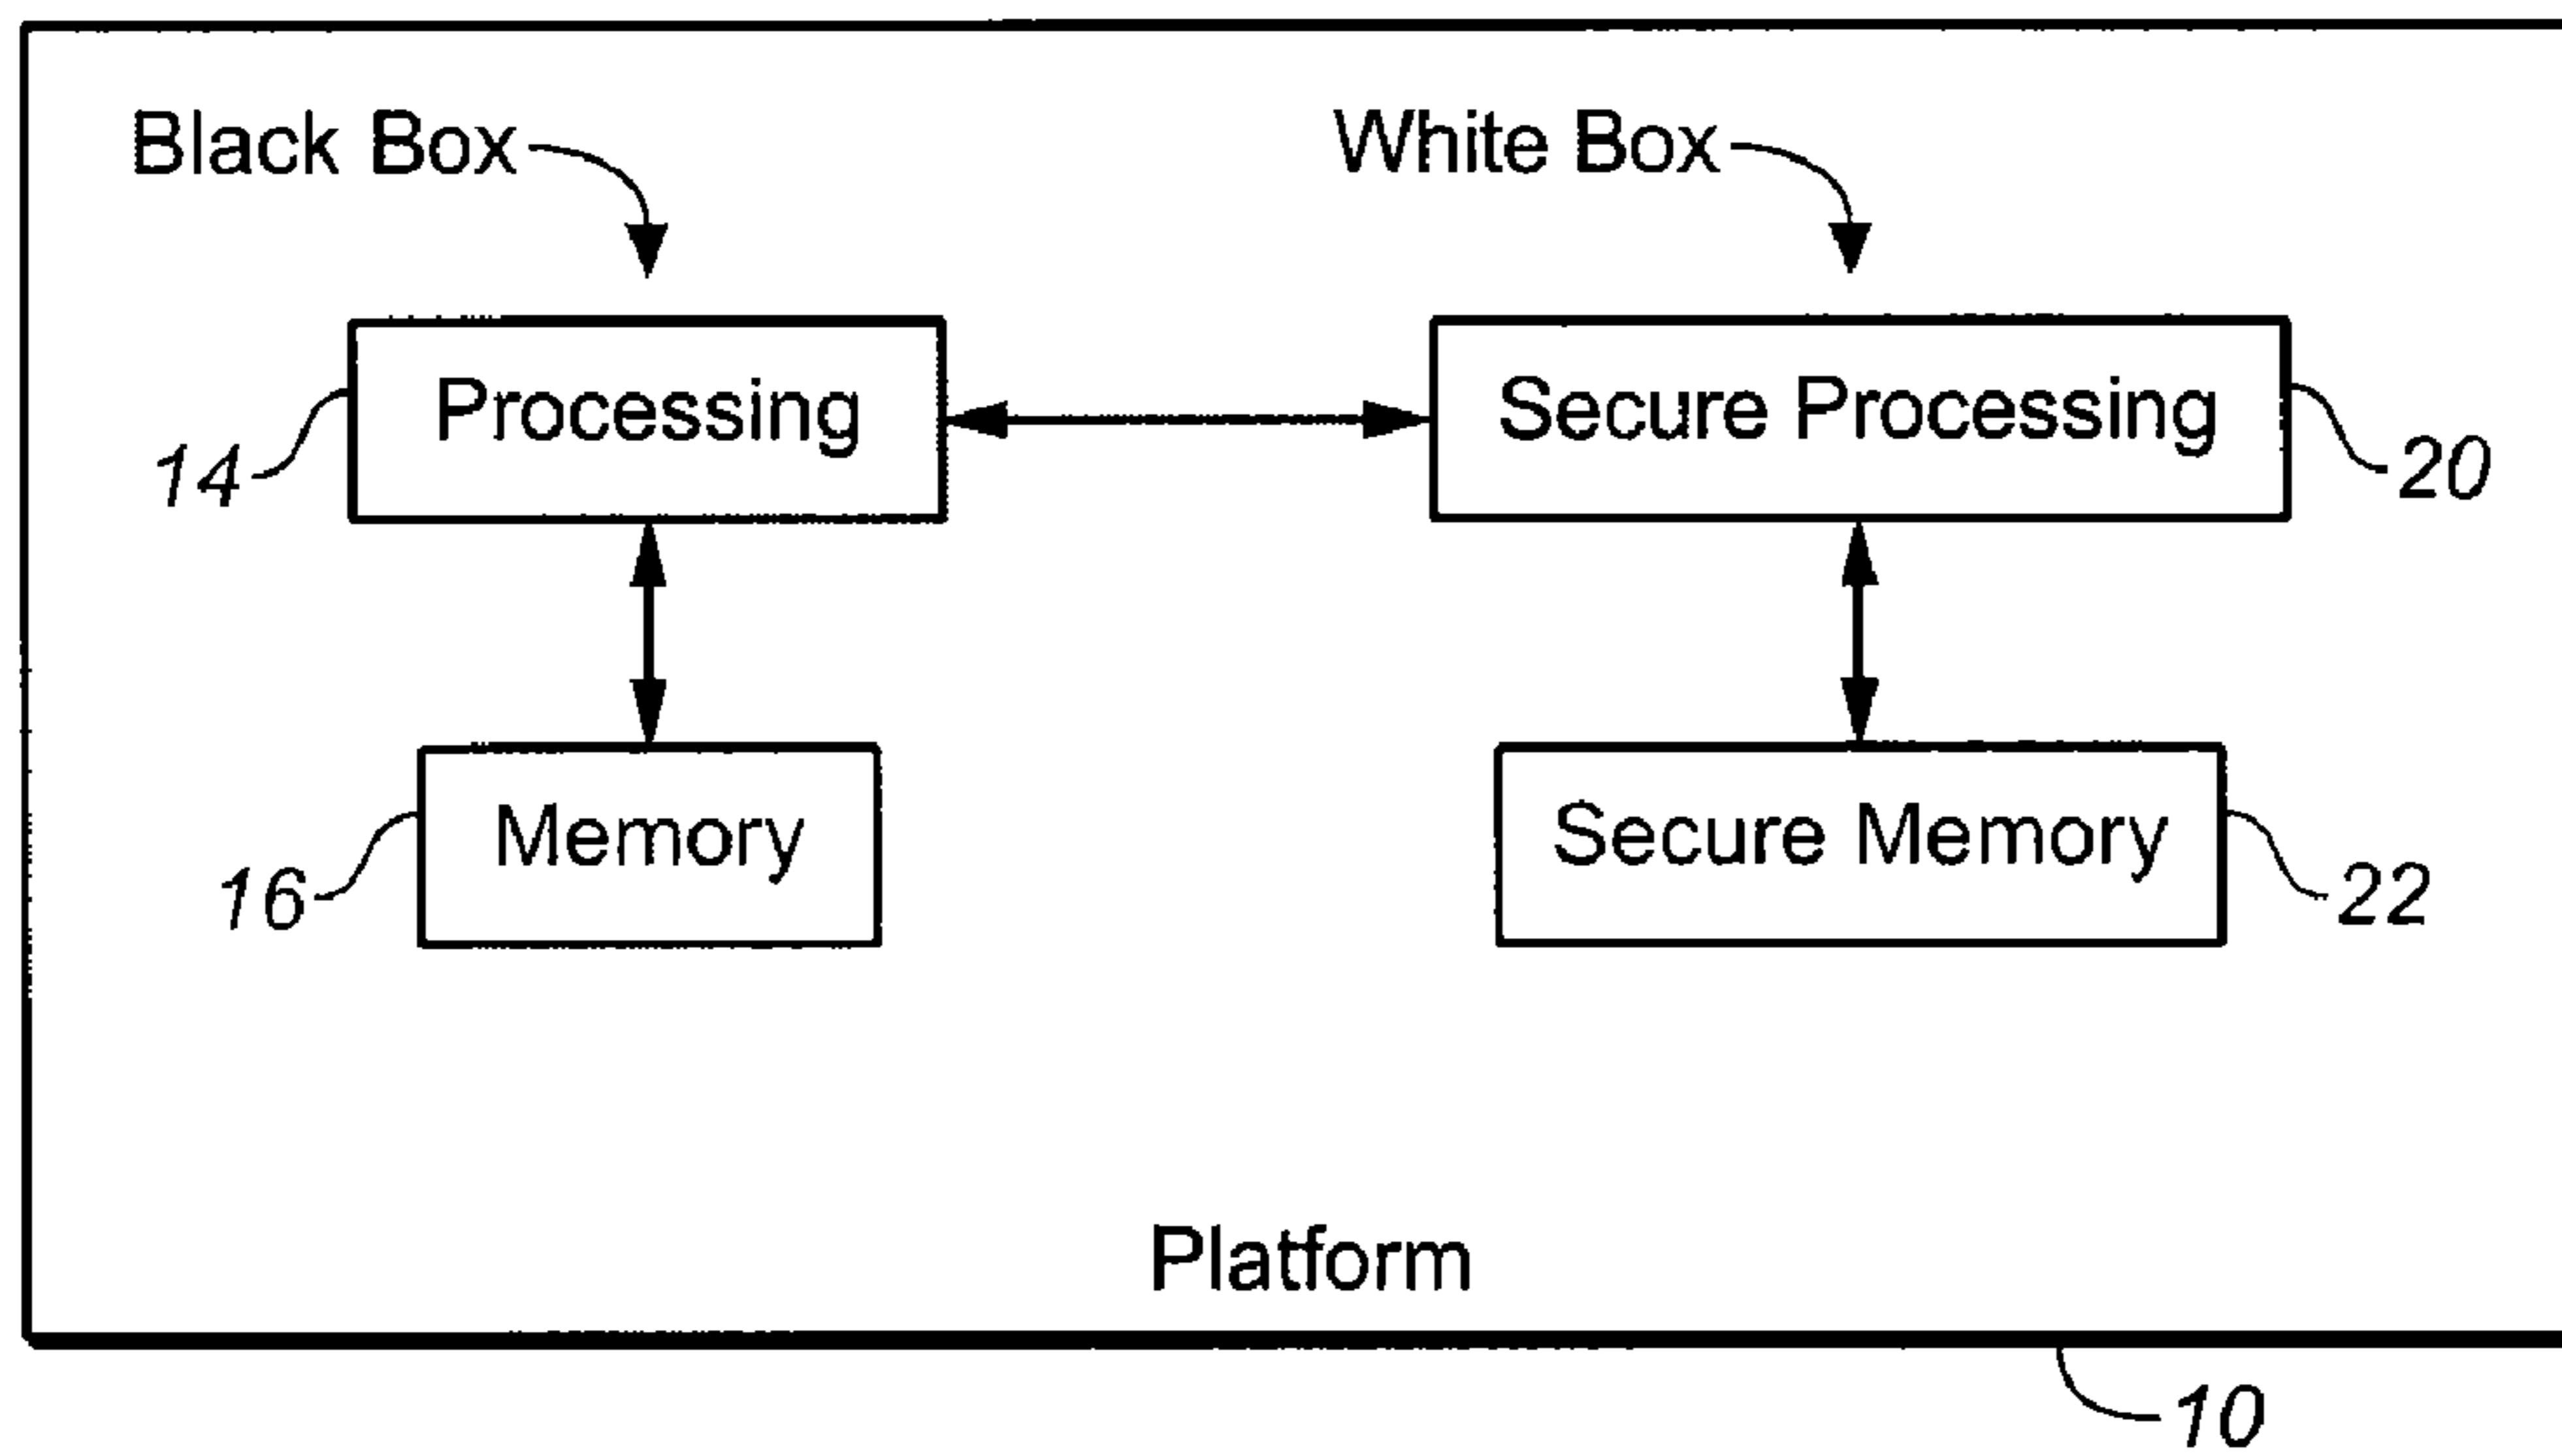 Black Box
White Box
Processing
Secure Processing
14
20
Memory
Secure Memory
16
22
Platform
10